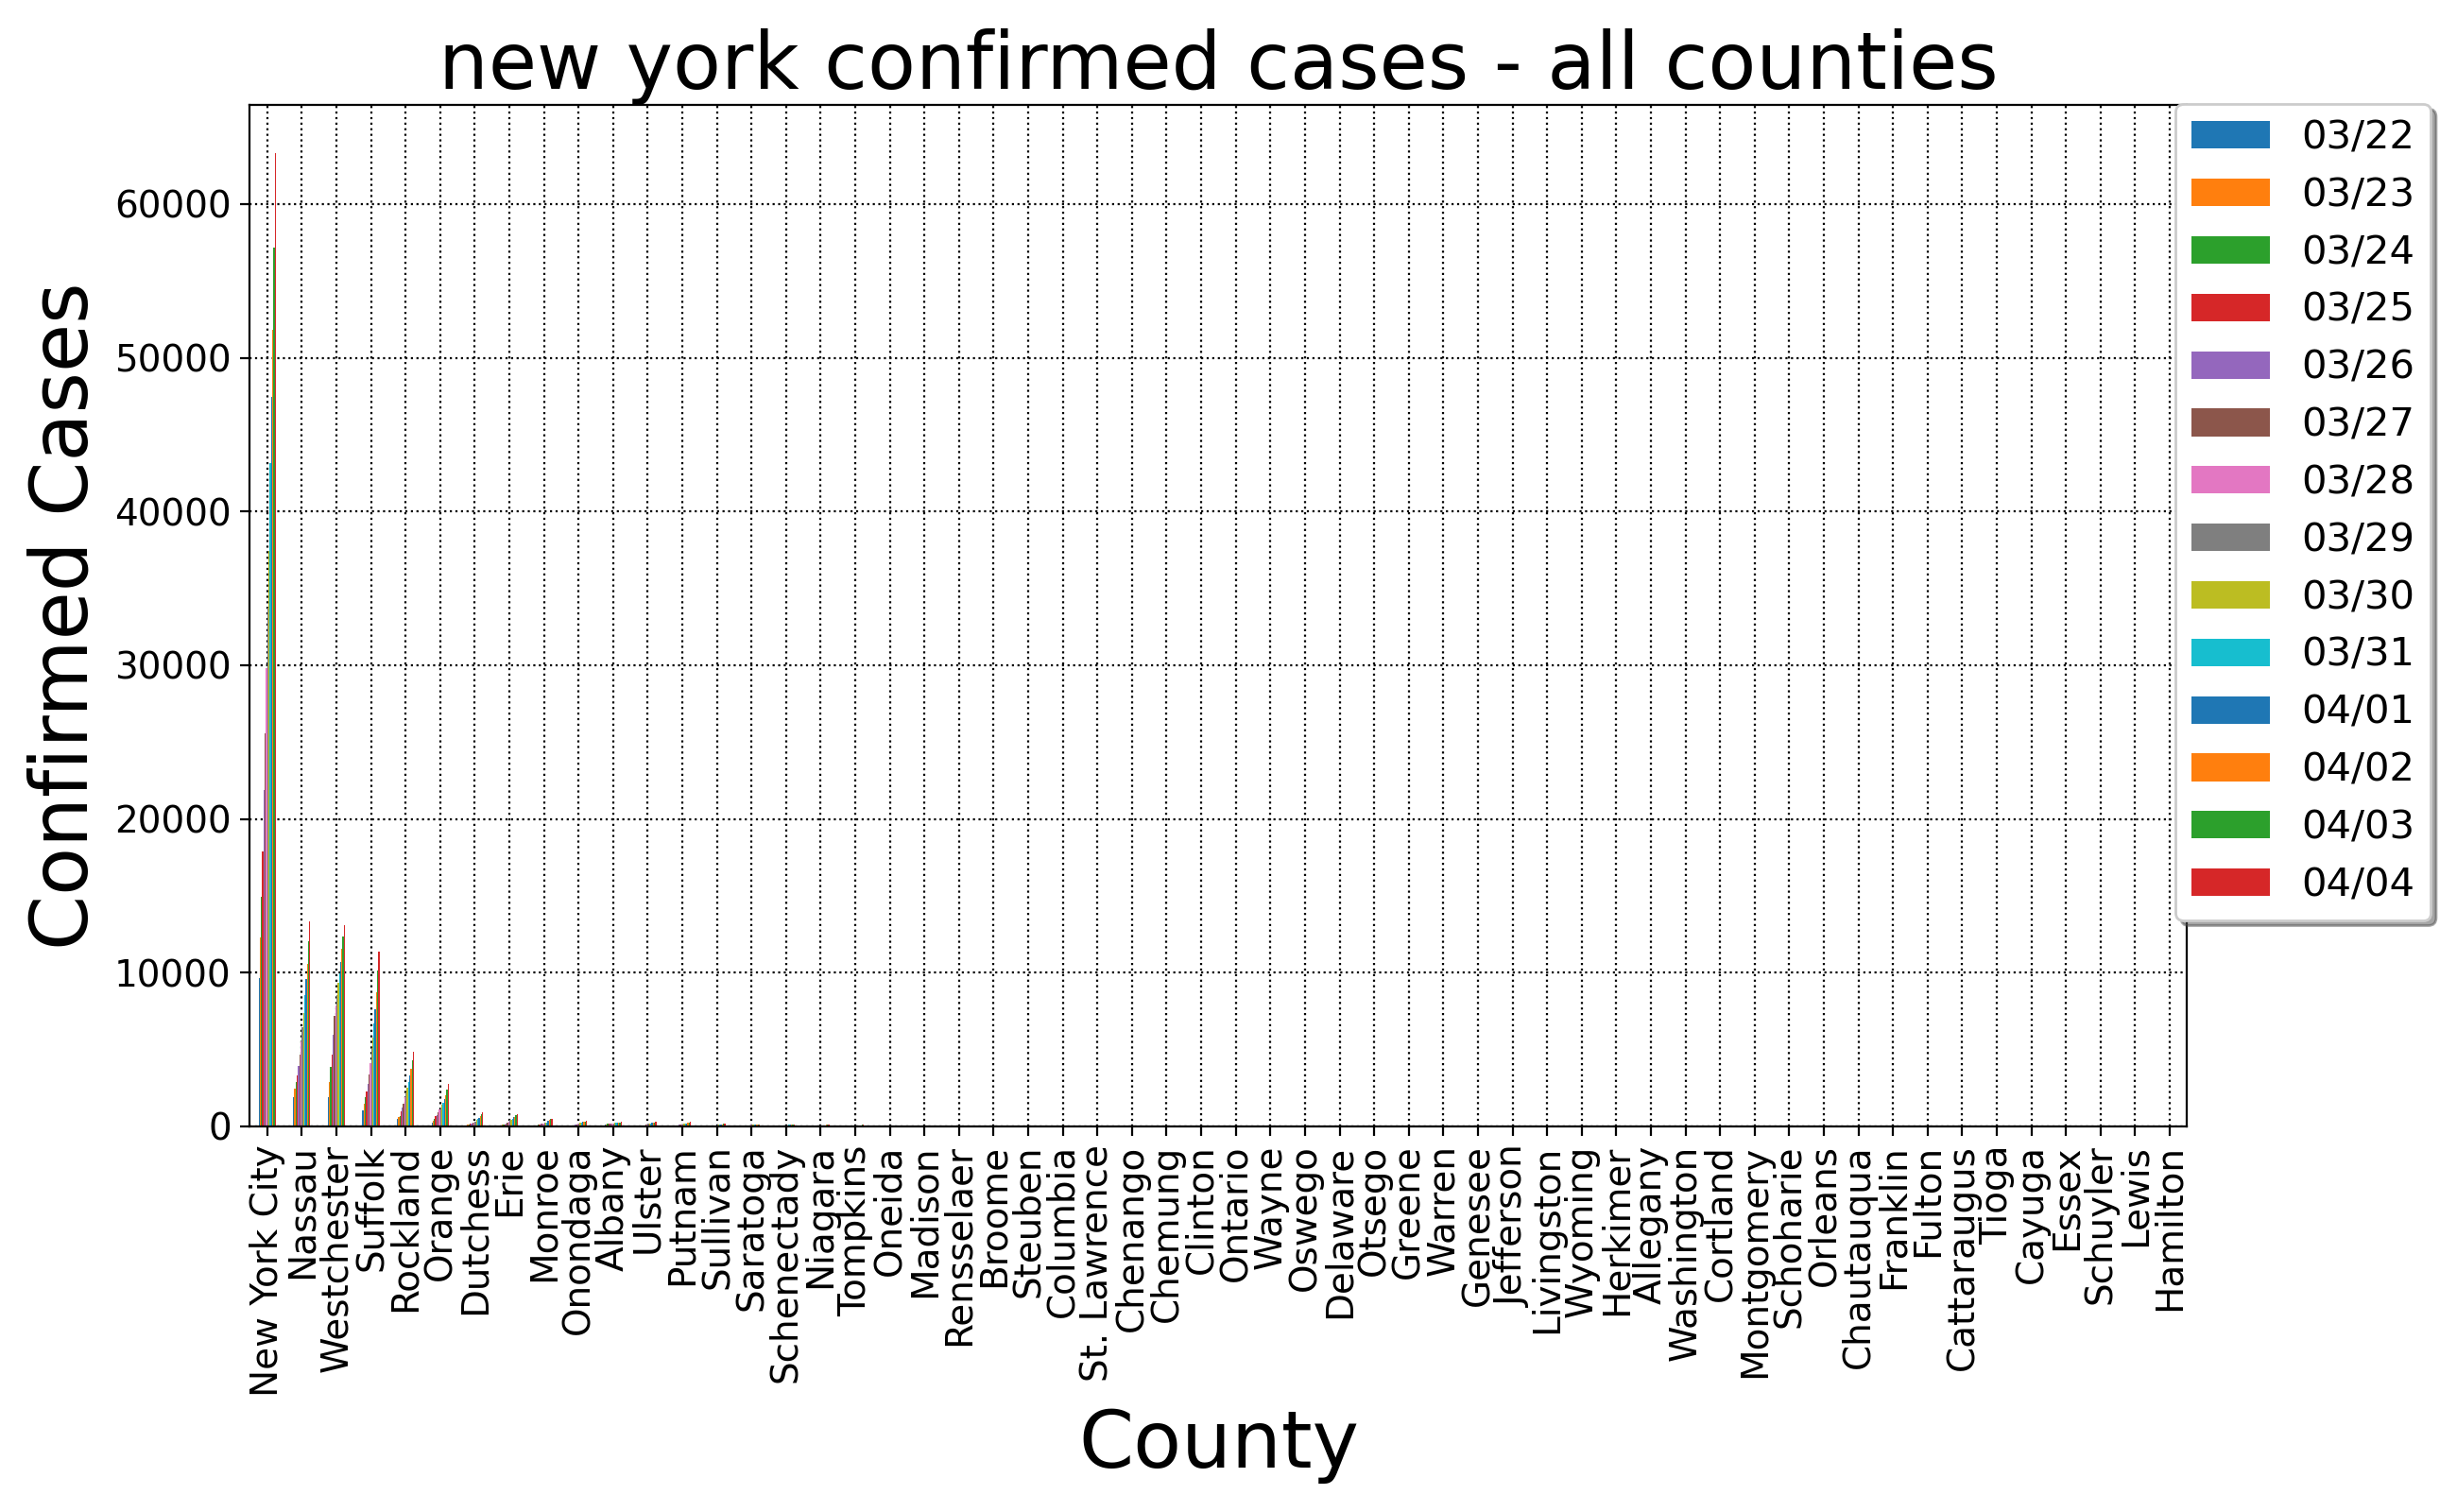 new york confirmed cases - all counties
Confirmed Cases
60000
50000
40000
30000
20000
10000
0
New York City
Nassau
Westchester
Suffolk
Rockland
Orange
Dutchess
Erie
Monroe
Onondaga
Albany
Ulster
Putnam
Sullivan
Saratoga
Schenectady
Niagara
Tompkins
Oneida
Madison
Rensselaer
Broome
Steuben
Columbia
St. Lawrence
Chenango
Chemung
Clinton
Ontario
Wayne
Oswego
Delaware
Otsego
Greene
Warren
Genesee
Jefferson
Livingston
Wyoming
Herkimer
Allegany
Washington
Cortland
Montgomery
Schoharie
Orleans
Chautauqua
Franklin
Fulton
Cattaraugus
Tioga
Cayuga
Essex
Schuyler
Lewis
Hamilton
County
03/22
03/23
03/24
03/25
03/26
03/27
03/28
03/29
03/30
03/31
04/01
04/02
04/03
04/04